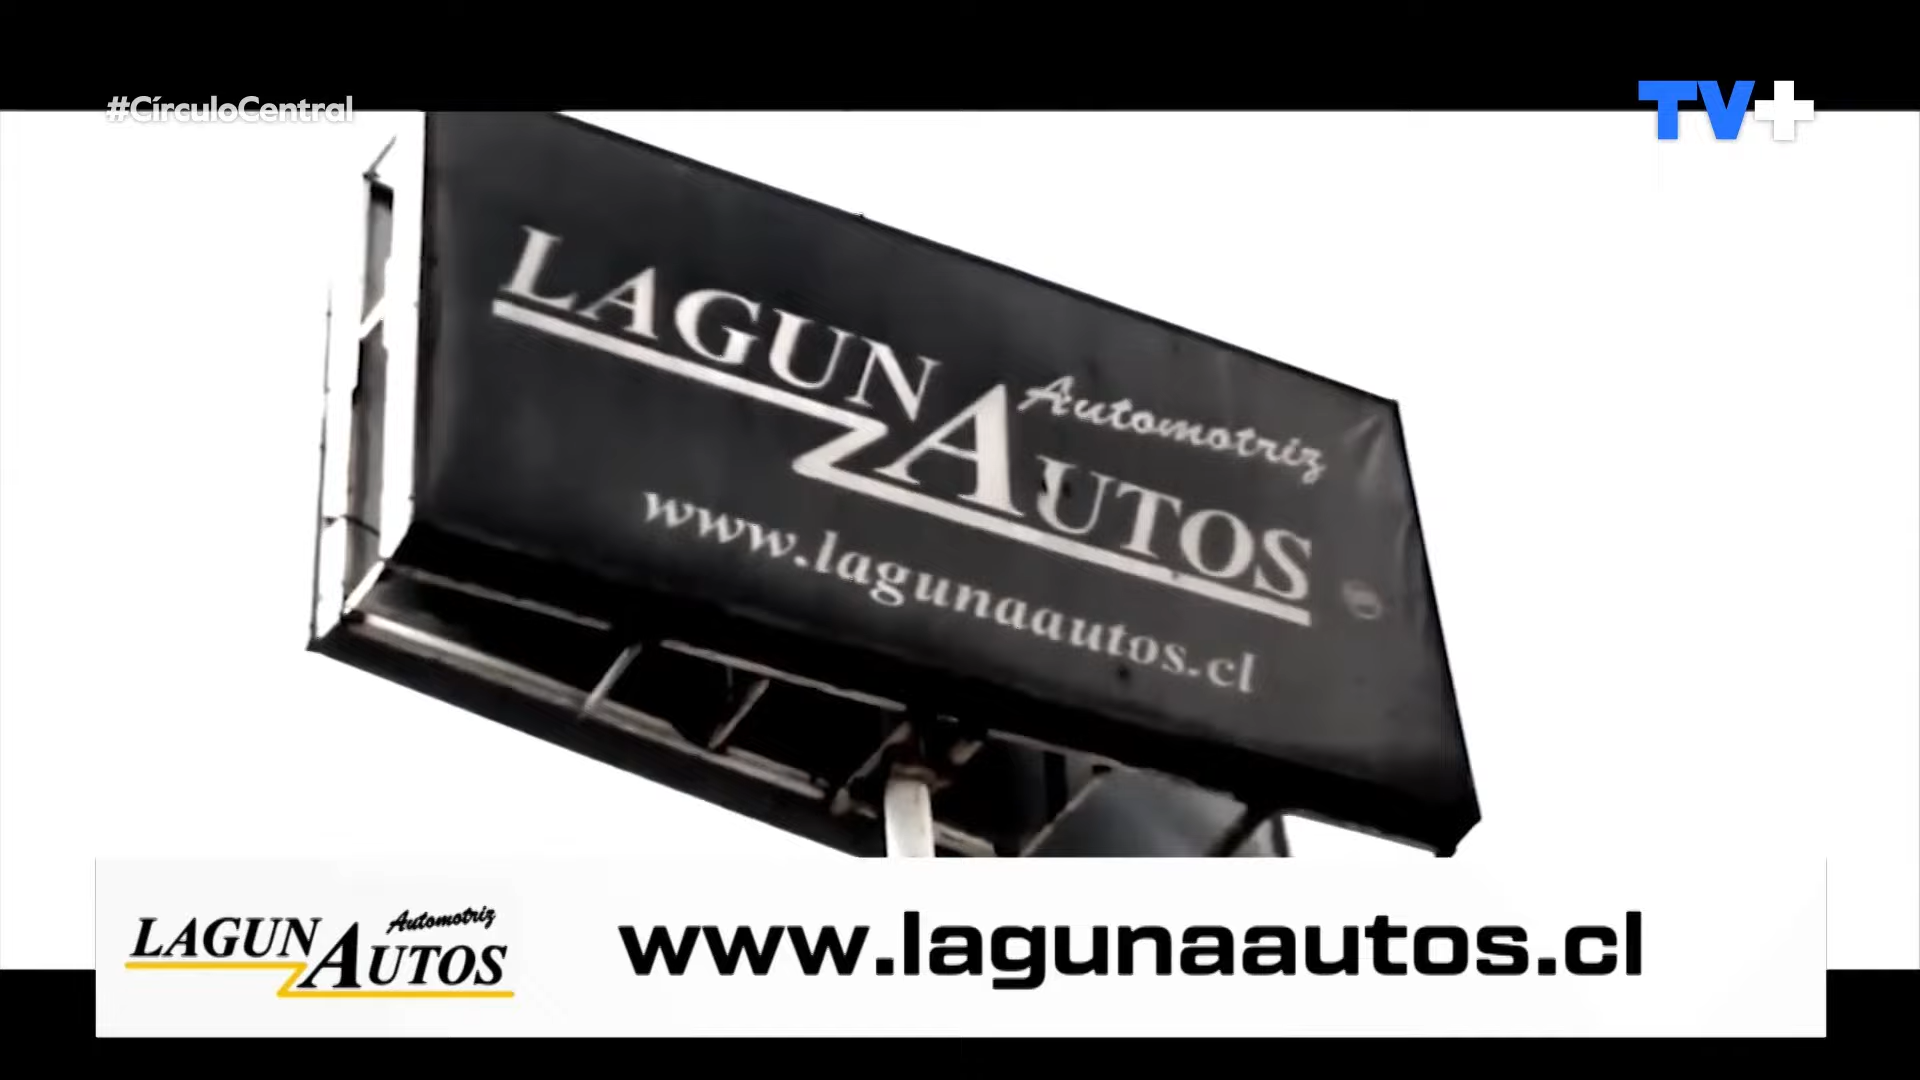 #CírculoCentral
TV+
LAGUN
Automotriz
AUTOS
www.lagunaautos.cl
LAGUN
Automotriz
AUTOS
www.lagunaautos.cl